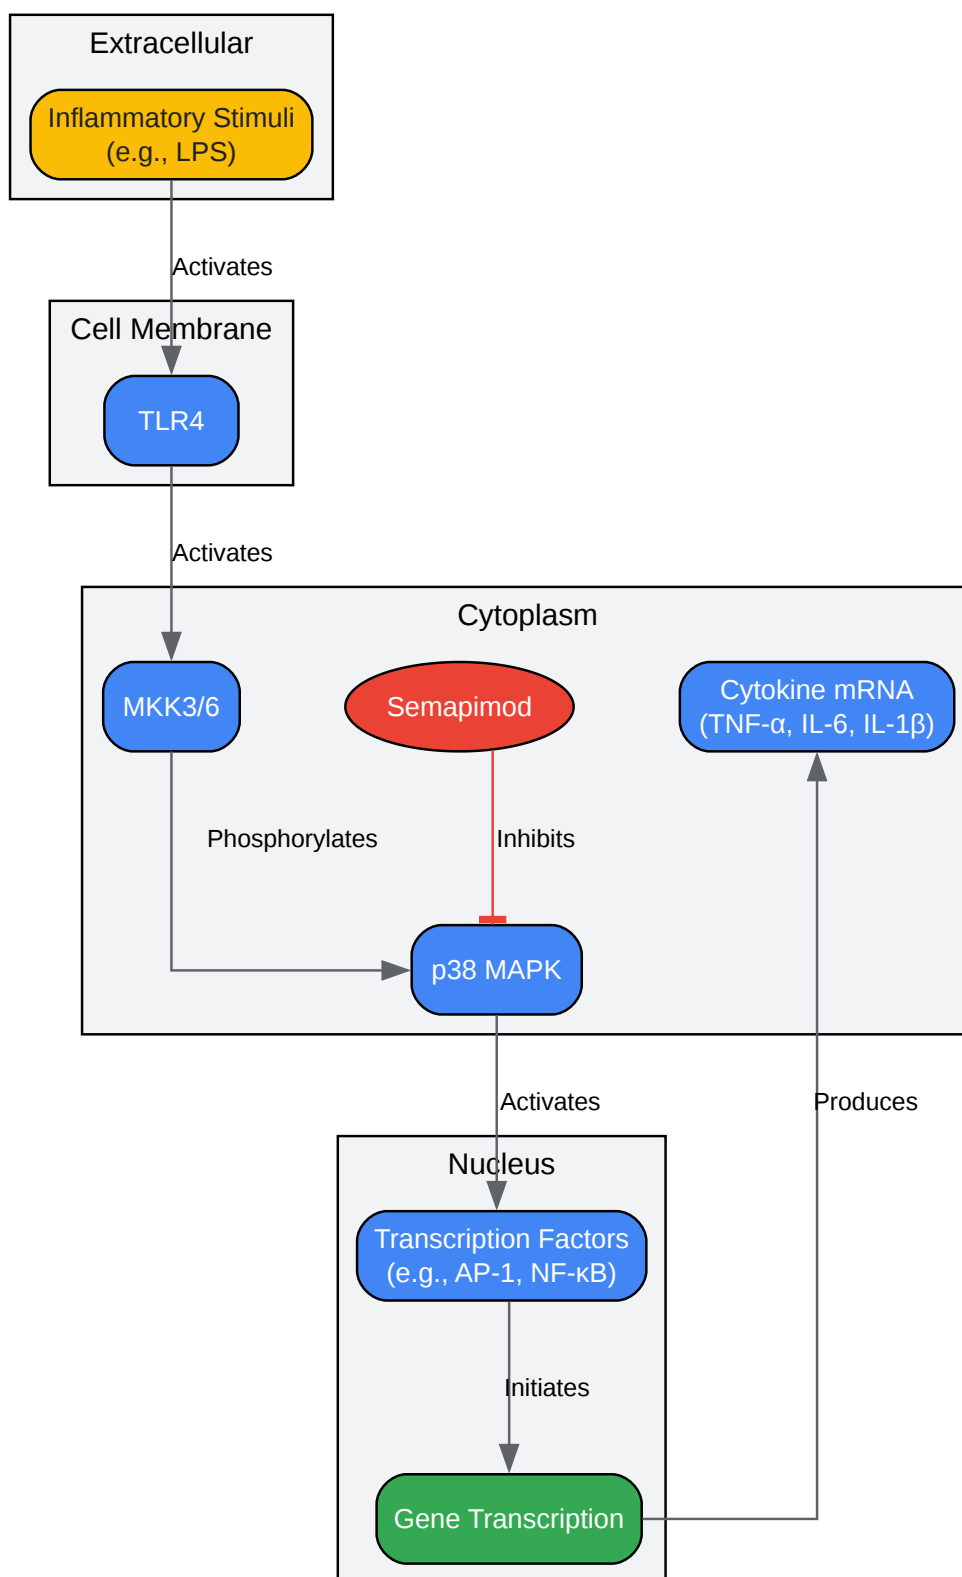 Extracellular
Inflammatory Stimuli
(e.g., LPS)
Activates
Cell Membrane
TLR4
Activates
Cytoplasm
MKK3/6
Semapimod
Cytokine mRNA
(TNF-α, IL-6, IL-1β)
Phosphorylates
Inhibits
p38 MAPK
Activates
Produces
Nucleus
Transcription Factors
(e.g., AP-1, NF-κB)
Initiates
Gene Transcription